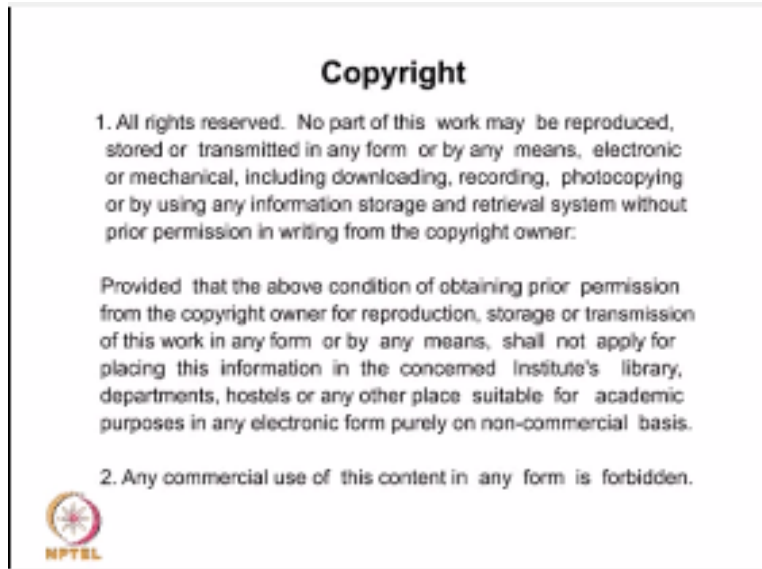 Copyright
1. All rights reserved. No part of this work may be reproduced,
stored or transmitted in any form or by any means, electronic
or mechanical, including downloading, recording, photocopying
or by using any information storage and retrieval system without
prior permission in writing from the copyright owner:
Provided that the above condition of obtaining prior permission
from the copyright owner for reproduction, storage or transmission
of this work in any form or by any means, shall not apply for
placing this information in the concerned Institute's library,
departments, hostels or any other place suitable for academic
purposes in any electronic form purely on non-commercial basis.
2. Any commercial use of this content in any form is forbidden.
NPTEL